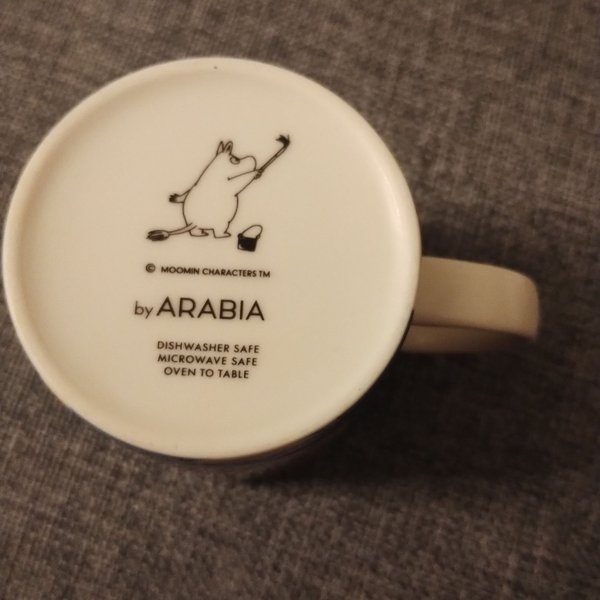 © MOOMIN CHARACTERS TM
by ARABIA
DISHWASHER SAFE
MICROWAVE SAFE
OVEN TO TABLE